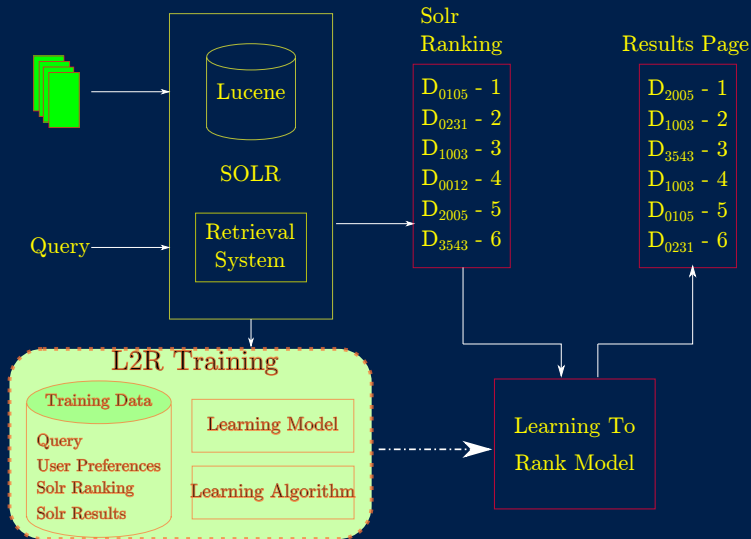 Solr
Ranking
Results Page
Lucene
SOLR
Query
Retrieval
System
D0105 - 1
D0231 - 2
D1003 - 3
D0012 - 4
D2005 - 5
D3543 - 6
D2005 - 1
D1003 - 2
D3543 - 3
D1003 - 4
D0105 - 5
D0231 - 6
L2R Training
Training Data
Query
User Preferences
Solr Ranking
Solr Results
Learning Model
Learning Algorithm
Learning To
Rank Model